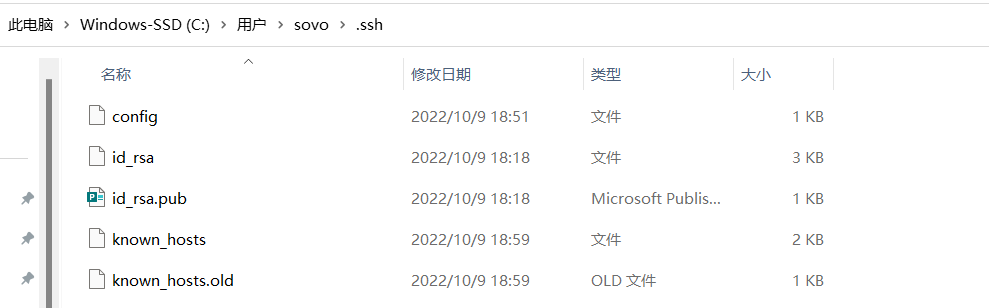 此电脑 > Windows-SSD (C:) > 用户 > sovo > .ssh
名称 修改日期 类型 大小
config 2022/10/9 18:51 文件 1 KB
id_rsa 2022/10/9 18:18 文件 3 KB
id_rsa.pub 2022/10/9 18:18 Microsoft Publis... 1 KB
known_hosts 2022/10/9 18:59 文件 2 KB
known_hosts.old 2022/10/9 18:59 OLD 文件 1 KB